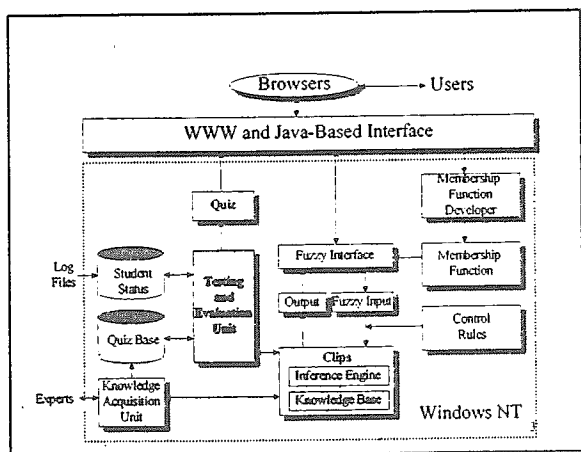 Browsers
Users
WWW and Java-Based Interface
Membership
Function
Developer
Quiz
Log
Files
Student
Status
Testing
and
Evaluation
Unit
Fuzzy Interface
Membership
Function
Output
Fuzzy Input
Quiz Base
Control
Rules
Clips
Inference Engine
Knowledge Base
Experts
Knowledge
Acquisition
Unit
Windows NT